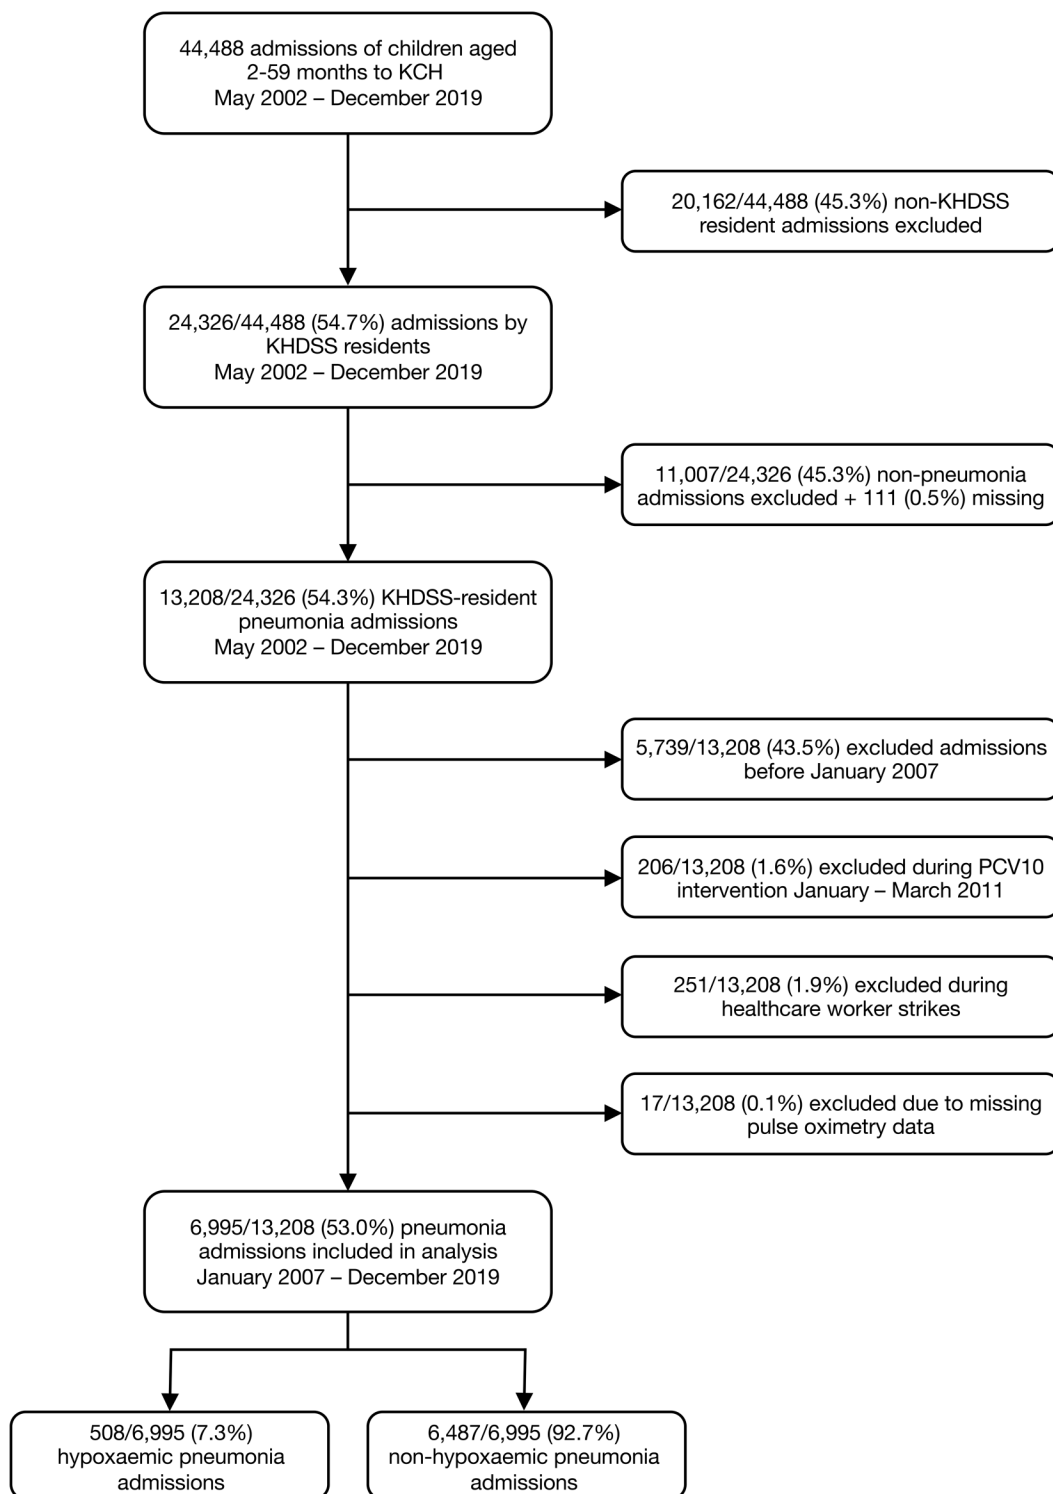 44,488 admissions of children aged
2-59 months to KCH
May 2002 – December 2019
20,162/44,488 (45.3%) non-KHDSS
resident admissions excluded
24,326/44,488 (54.7%) admissions by
KHDSS residents
May 2002 – December 2019
11,007/24,326 (45.3%) non-pneumonia
admissions excluded + 111 (0.5%) missing
13,208/24,326 (54.3%) KHDSS-resident
pneumonia admissions
May 2002 – December 2019
5,739/13,208 (43.5%) excluded admissions
before January 2007
206/13,208 (1.6%) excluded during PCV10
intervention January – March 2011
251/13,208 (1.9%) excluded during
healthcare worker strikes
17/13,208 (0.1%) excluded due to missing
pulse oximetry data
6,995/13,208 (53.0%) pneumonia
admissions included in analysis
January 2007 – December 2019
508/6,995 (7.3%)
hypoxaemic pneumonia
admissions
6,487/6,995 (92.7%)
non-hypoxaemic pneumonia
admissions